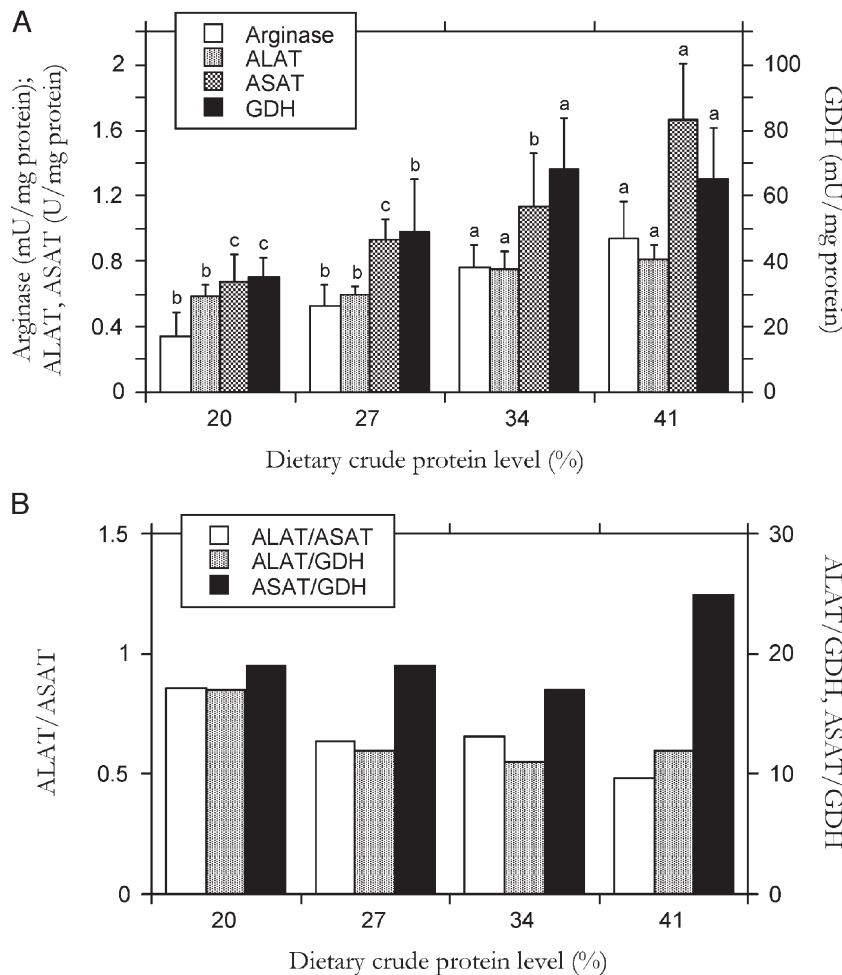 A
Arginase
ALAT
ASAT
GDH
Arginase (mU/mg protein);
ALAT, ASAT (U/mg protein)
GDH (mU/mg protein)
2
1.6
1.2
0.8
0.4
0
100
80
60
40
20
0
b b c c
b b c b
a a b a
a a a a
20 27 34 41
Dietary crude protein level (%)
B
ALAT/ASAT
ALAT/GDH
ASAT/GDH
ALAT/ASAT
ALAT/GDH, ASAT/GDH
1.5
1
0.5
0
30
20
10
0
20 27 34 41
Dietary crude protein level (%)